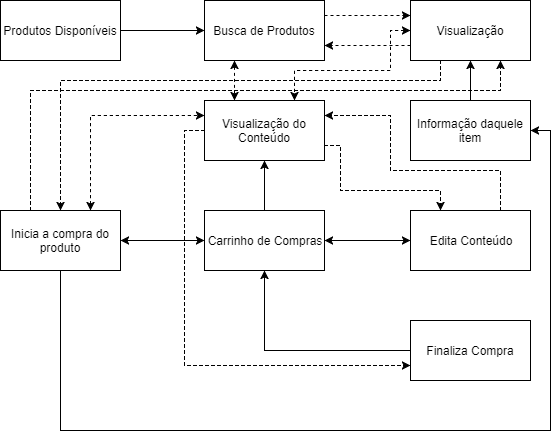 Produtos Disponíveis
Busca de Produtos
Visualização
Visualização do
Conteúdo
Informação daquele
item
Inicia a compra do
produto
Carrinho de Compras
Edita Conteúdo
Finaliza Compra